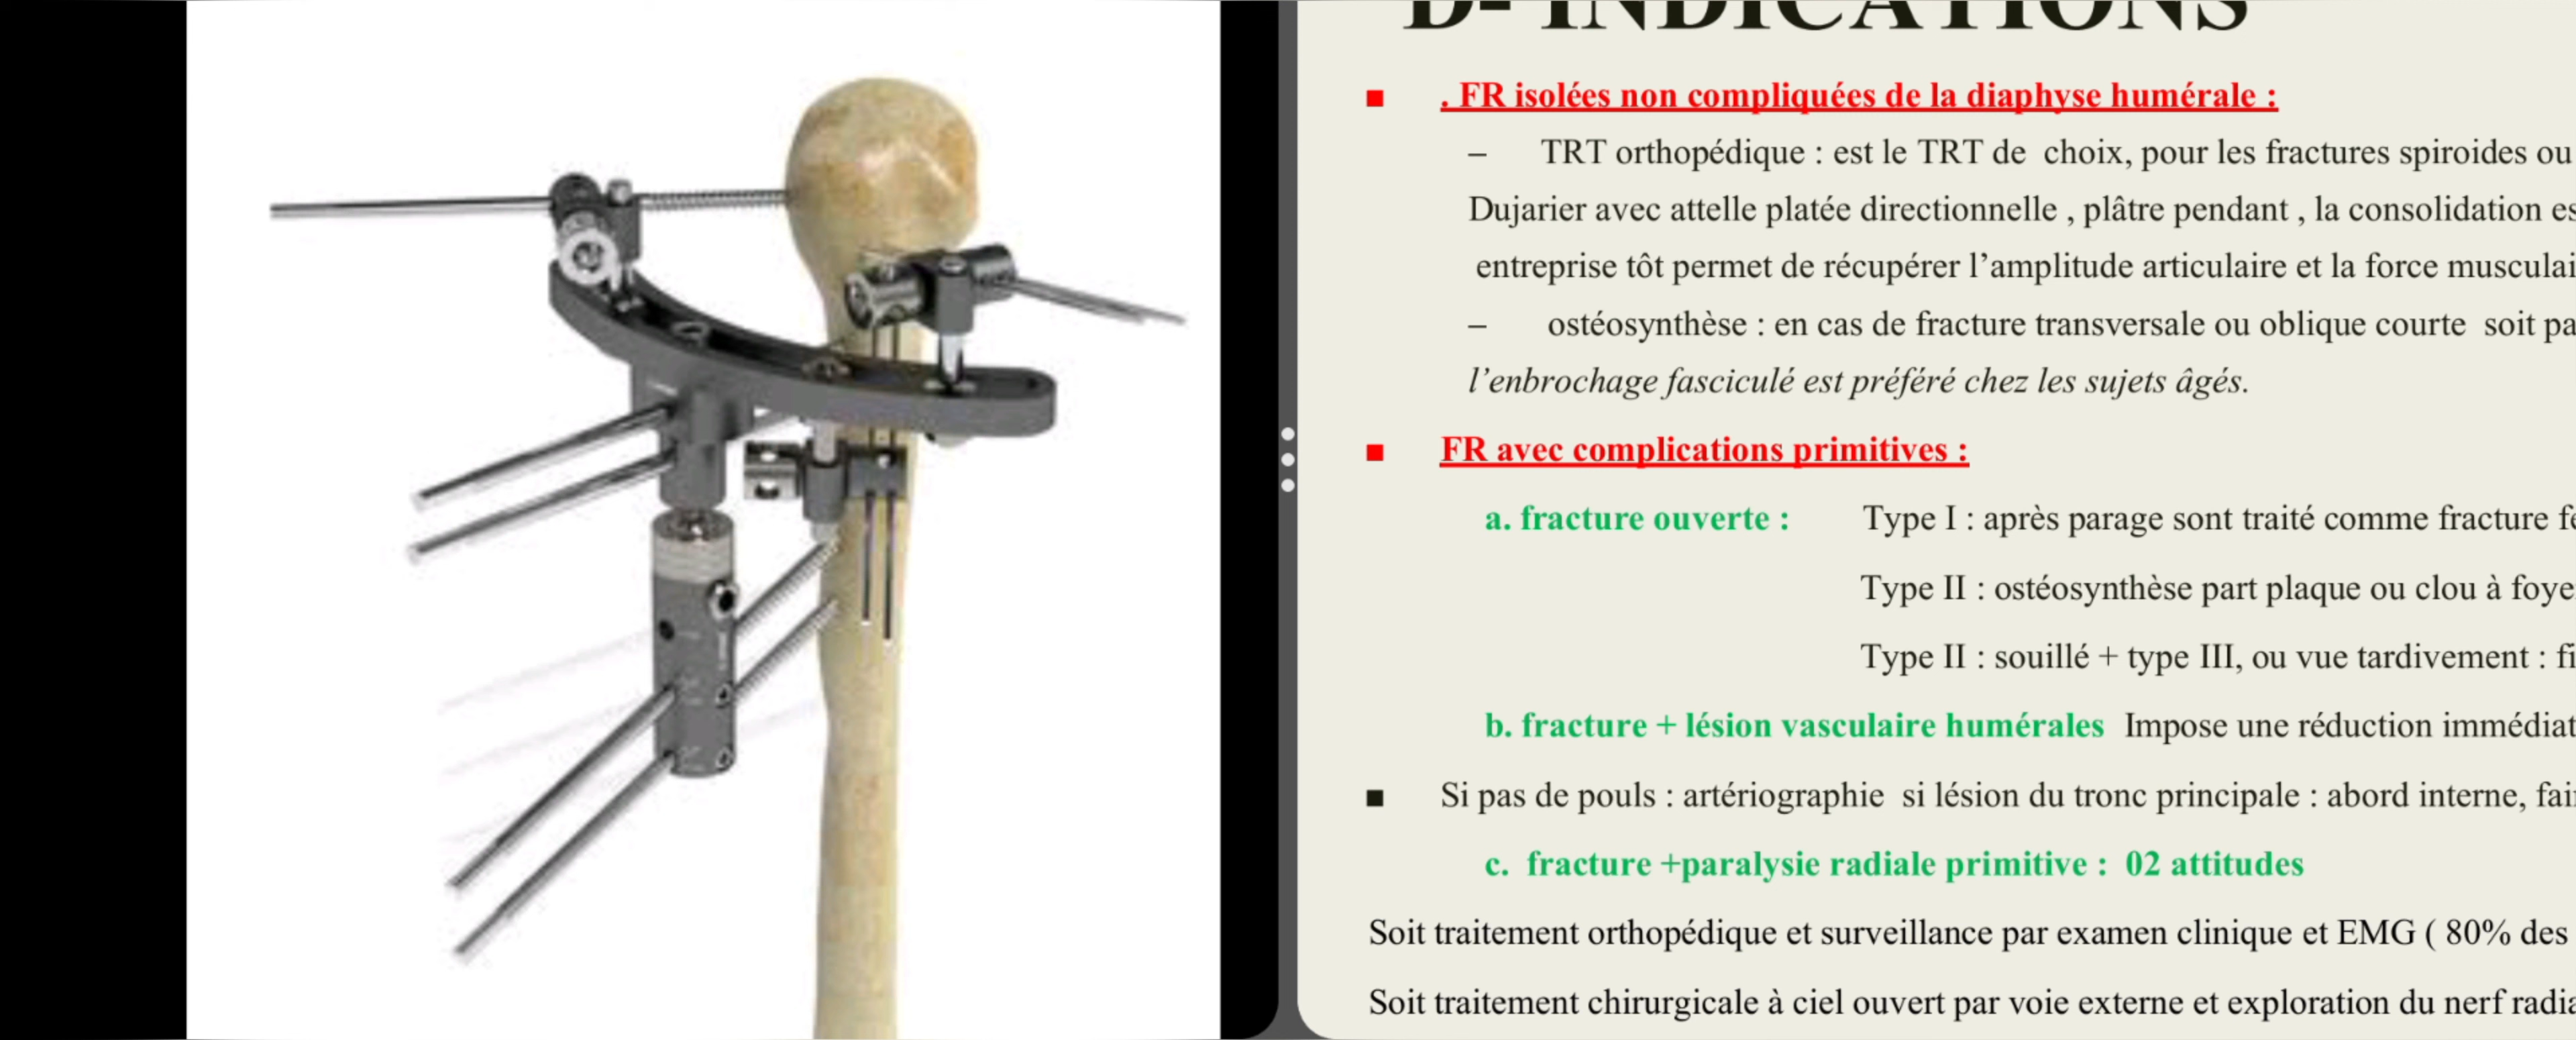 D- INDICATIONS
. FR isolées non compliquées de la diaphyse humérale :
– TRT orthopédique : est le TRT de choix, pour les fractures spiroides ou
Dujarier avec attelle platée directionnelle , plâtre pendant , la consolidation es
entreprise tôt permet de récupérer l’amplitude articulaire et la force musculai
– ostéosynthèse : en cas de fracture transversale ou oblique courte soit pa
l’enbrochage fasciculé est préféré chez les sujets âgés.
FR avec complications primitives :
a. fracture ouverte : Type I : après parage sont traité comme fracture fe
Type II : ostéosynthèse part plaque ou clou à foye
Type II : souillé + type III, ou vue tardivement : fi
b. fracture + lésion vasculaire humérales Impose une réduction immédiat
Si pas de pouls : artériographie si lésion du tronc principale : abord interne, fair
c. fracture +paralysie radiale primitive : 02 attitudes
Soit traitement orthopédique et surveillance par examen clinique et EMG ( 80% des
Soit traitement chirurgicale à ciel ouvert par voie externe et exploration du nerf radia